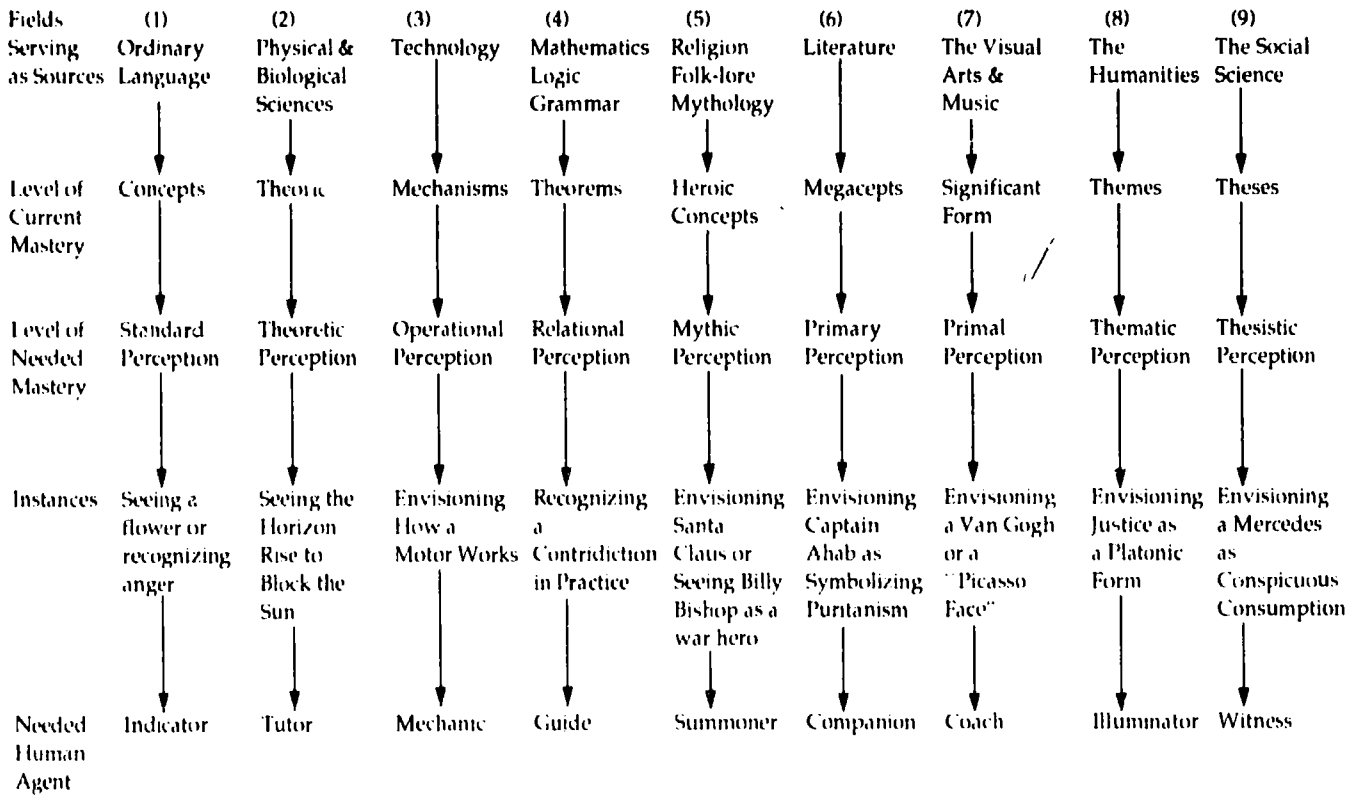 Fields (1) (2) (3) (4) (5) (6) (7) (8) (9)
Serving Ordinary Physical & Technology Mathematics Religion Literature The Visual The The Social
as Sources Language Biological Logic Folk-lore Arts & Humanities Science
Sciences Grammar Mythology Music
Level of Concepts Mechanisms Theorems Heroic Megacepts Significant Themes Theses
Current Concepts Form
Mastery
Level of Standard Theoretic Operational Relational Mythic Primary Primal Thematic Thesistic
Needed Perception Perception Perception Perception Perception Perception Perception Perception Perception
Mastery
Instances Seeing a Seeing the Envisioning Recognizing Envisioning Envisioning Envisioning Envisioning Envisioning
flower or Horizon How a a Santa Captain a Van Gogh Justice as a Mercedes
recognizing Rise to Motor Works Contridiction Claus or Ahab as or a a Platonic as
anger Block the in Practice Seeing Billy Symbolizing "Picasso Form Conspicuous
Sun Bishop as a Puritanism Face" Consumption
war hero
Needed Indicator Tutor Mechanic Guide Summoner Companion Coach Illuminator Witness
Human
Agent